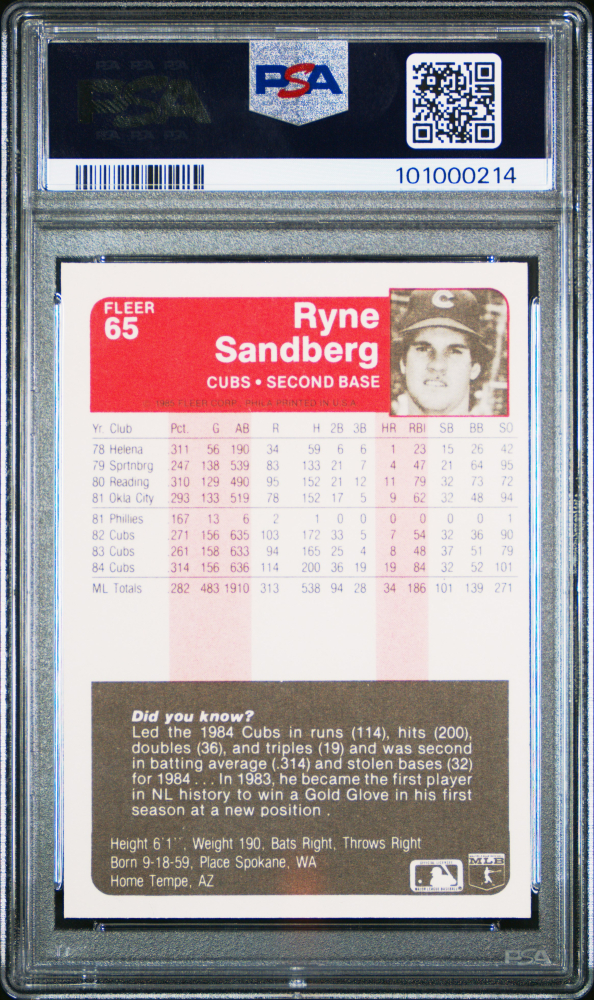 PSA
PSA
101000214
FLEER
65
Ryne
Sandberg
CUBS • SECOND BASE
Yr Club Pct. G AB R H 2B 3B HR RBI SB BB SO
78 Helena 311 56 190 34 59 6 6 1 23 15 26 42
79 Sprtnbrg 247 138 539 83 133 21 7 4 47 21 64 95
80 Reading 310 129 490 95 152 21 12 11 79 32 73 72
81 Okla City 293 133 519 78 152 17 5 9 62 32 48 94
81 Phillies 167 13 6 2 1 0 0 0 0 0 0 1
82 Cubs 271 156 635 103 172 33 5 7 54 32 36 90
83 Cubs 261 158 633 94 165 25 4 8 48 37 51 79
84 Cubs 314 156 636 114 200 36 19 19 84 32 52 101
ML Totals 282 483 1910 313 538 94 28 34 186 101 139 271
Did you know?
Led the 1984 Cubs in runs (114), hits (200),
doubles (36), and triples (19) and was second
in batting average (.314) and stolen bases (32)
for 1984 . . . In 1983, he became the first player
in NL history to win a Gold Glove in his first
season at a new position .
Height 6'1'', Weight 190, Bats Right, Throws Right
Born 9-18-59, Place Spokane, WA
Home Tempe, AZ
MLB
PSA